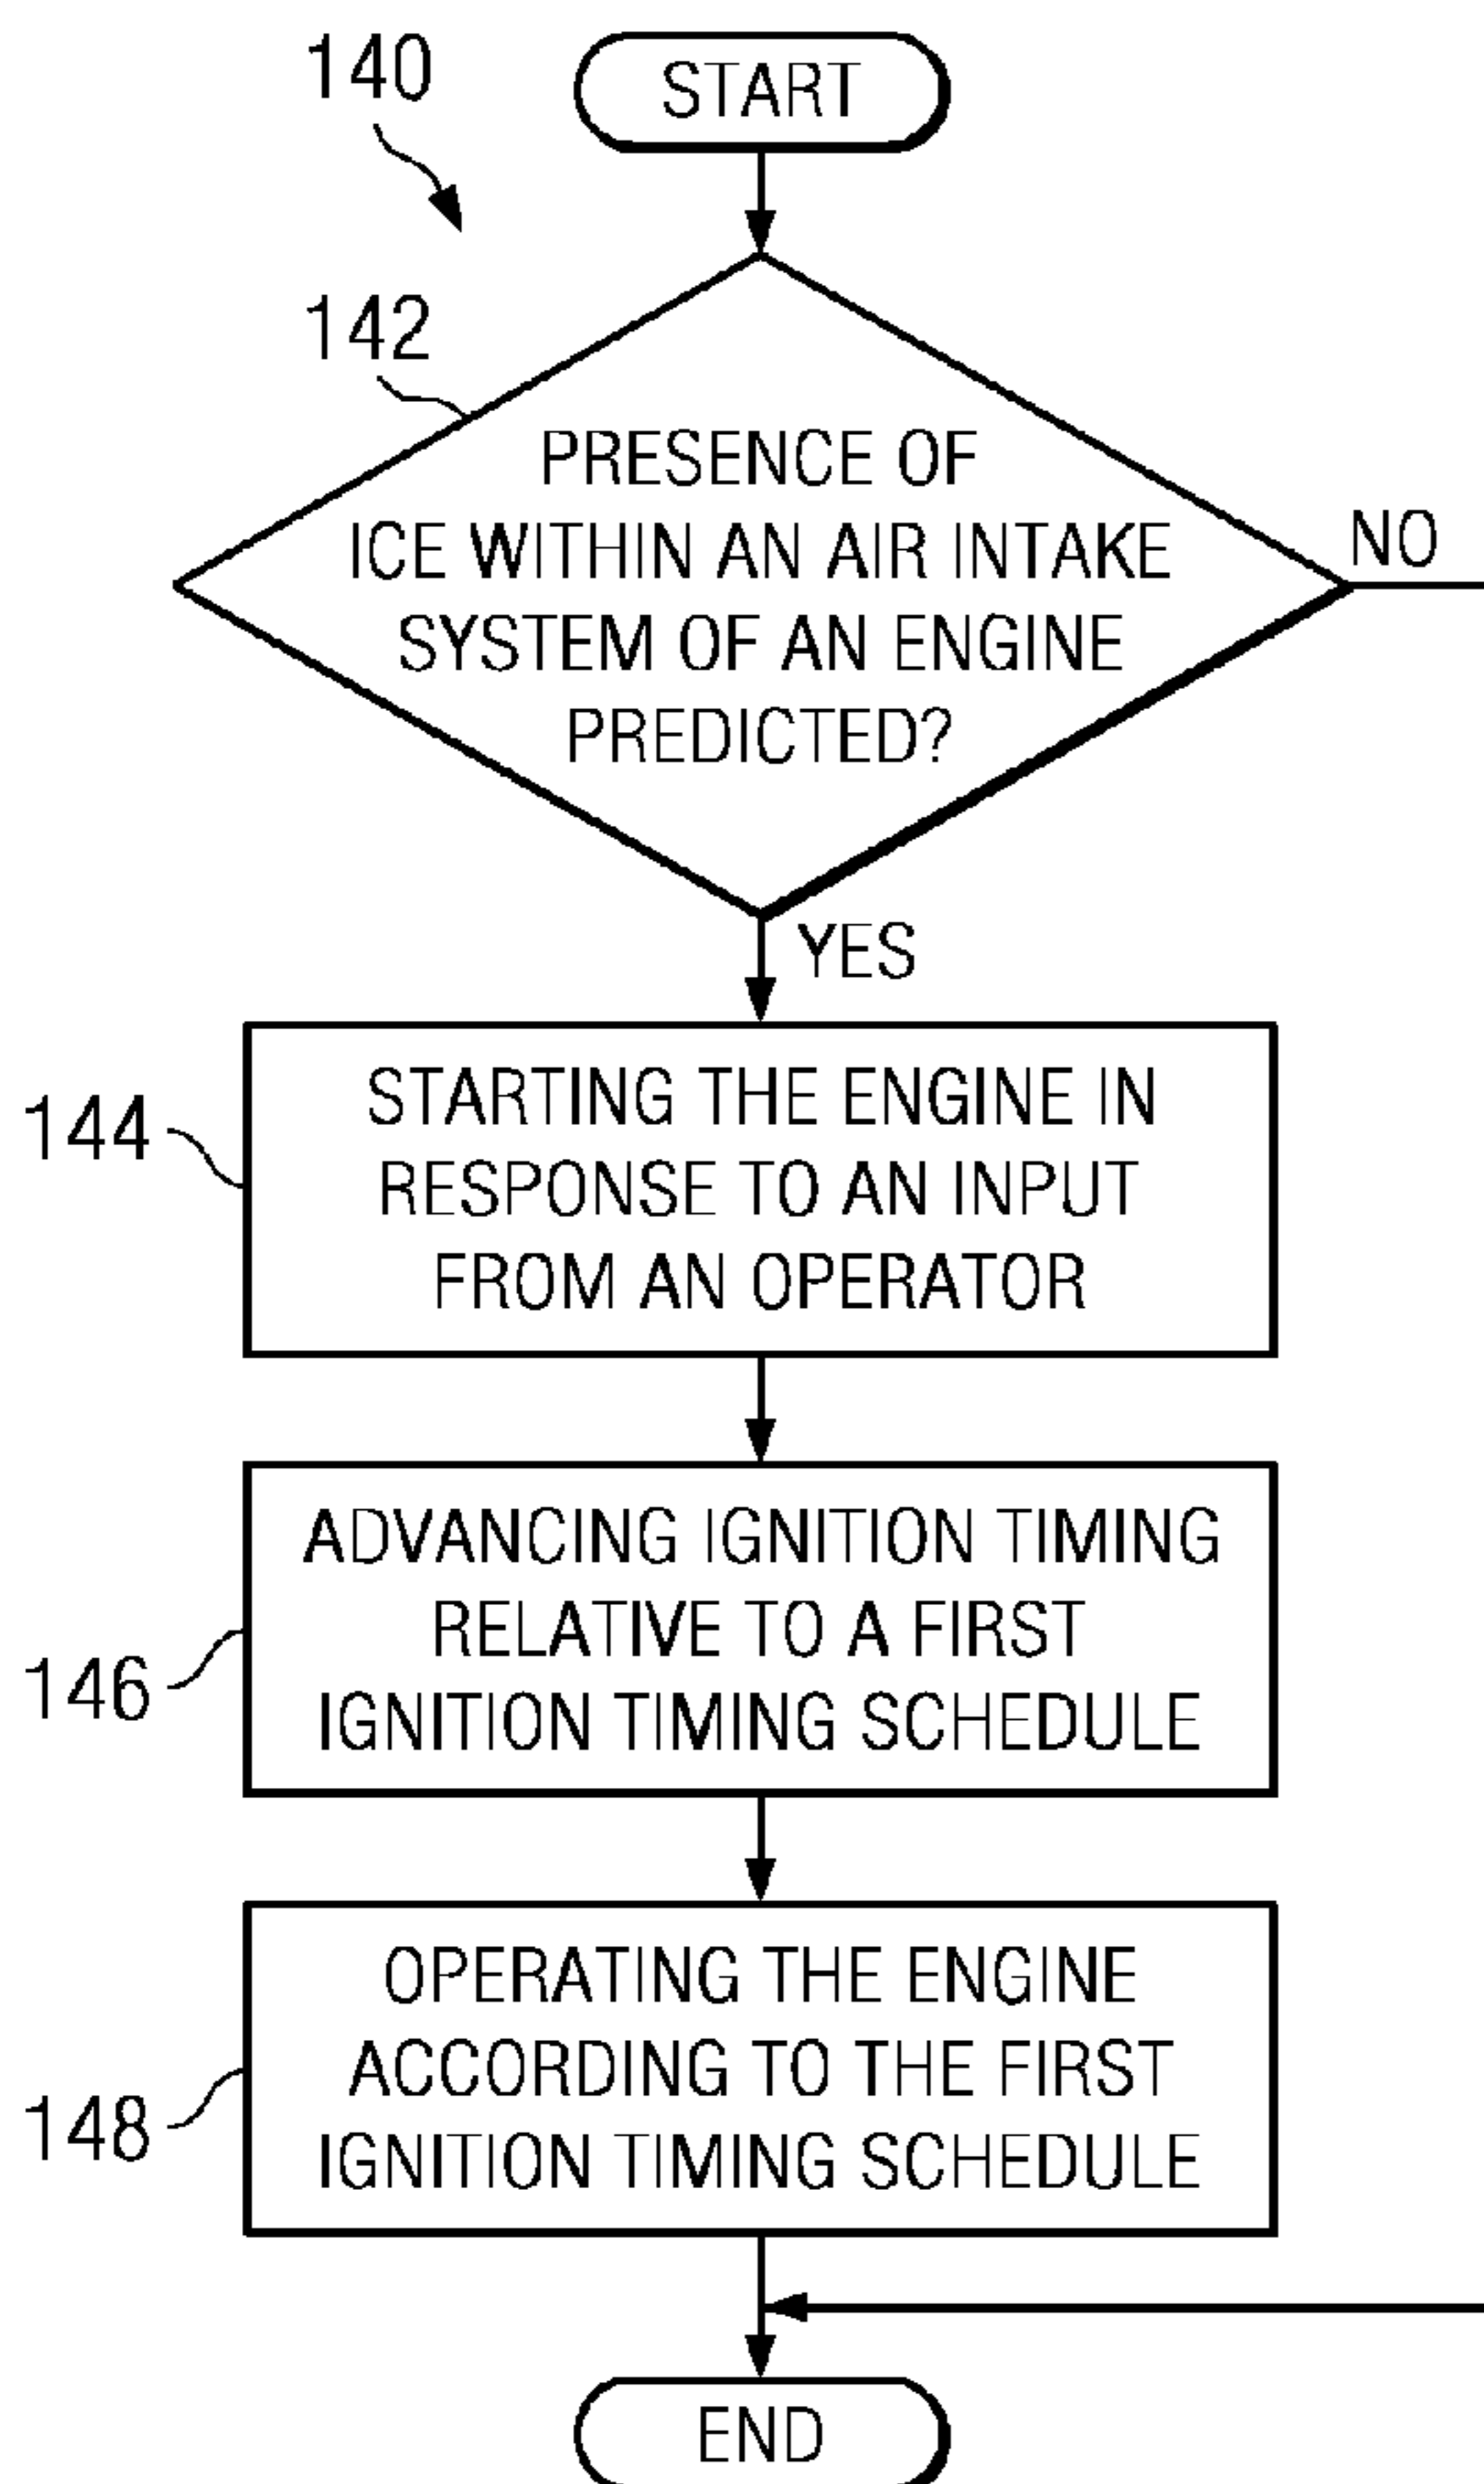 140
START
142
PRESENCE OF
ICE WITHIN AN AIR INTAKE
SYSTEM OF AN ENGINE
PREDICTED?
NO
YES
144
STARTING THE ENGINE IN
RESPONSE TO AN INPUT
FROM AN OPERATOR
146
ADVANCING IGNITION TIMING
RELATIVE TO A FIRST
IGNITION TIMING SCHEDULE
148
OPERATING THE ENGINE
ACCORDING TO THE FIRST
IGNITION TIMING SCHEDULE
END